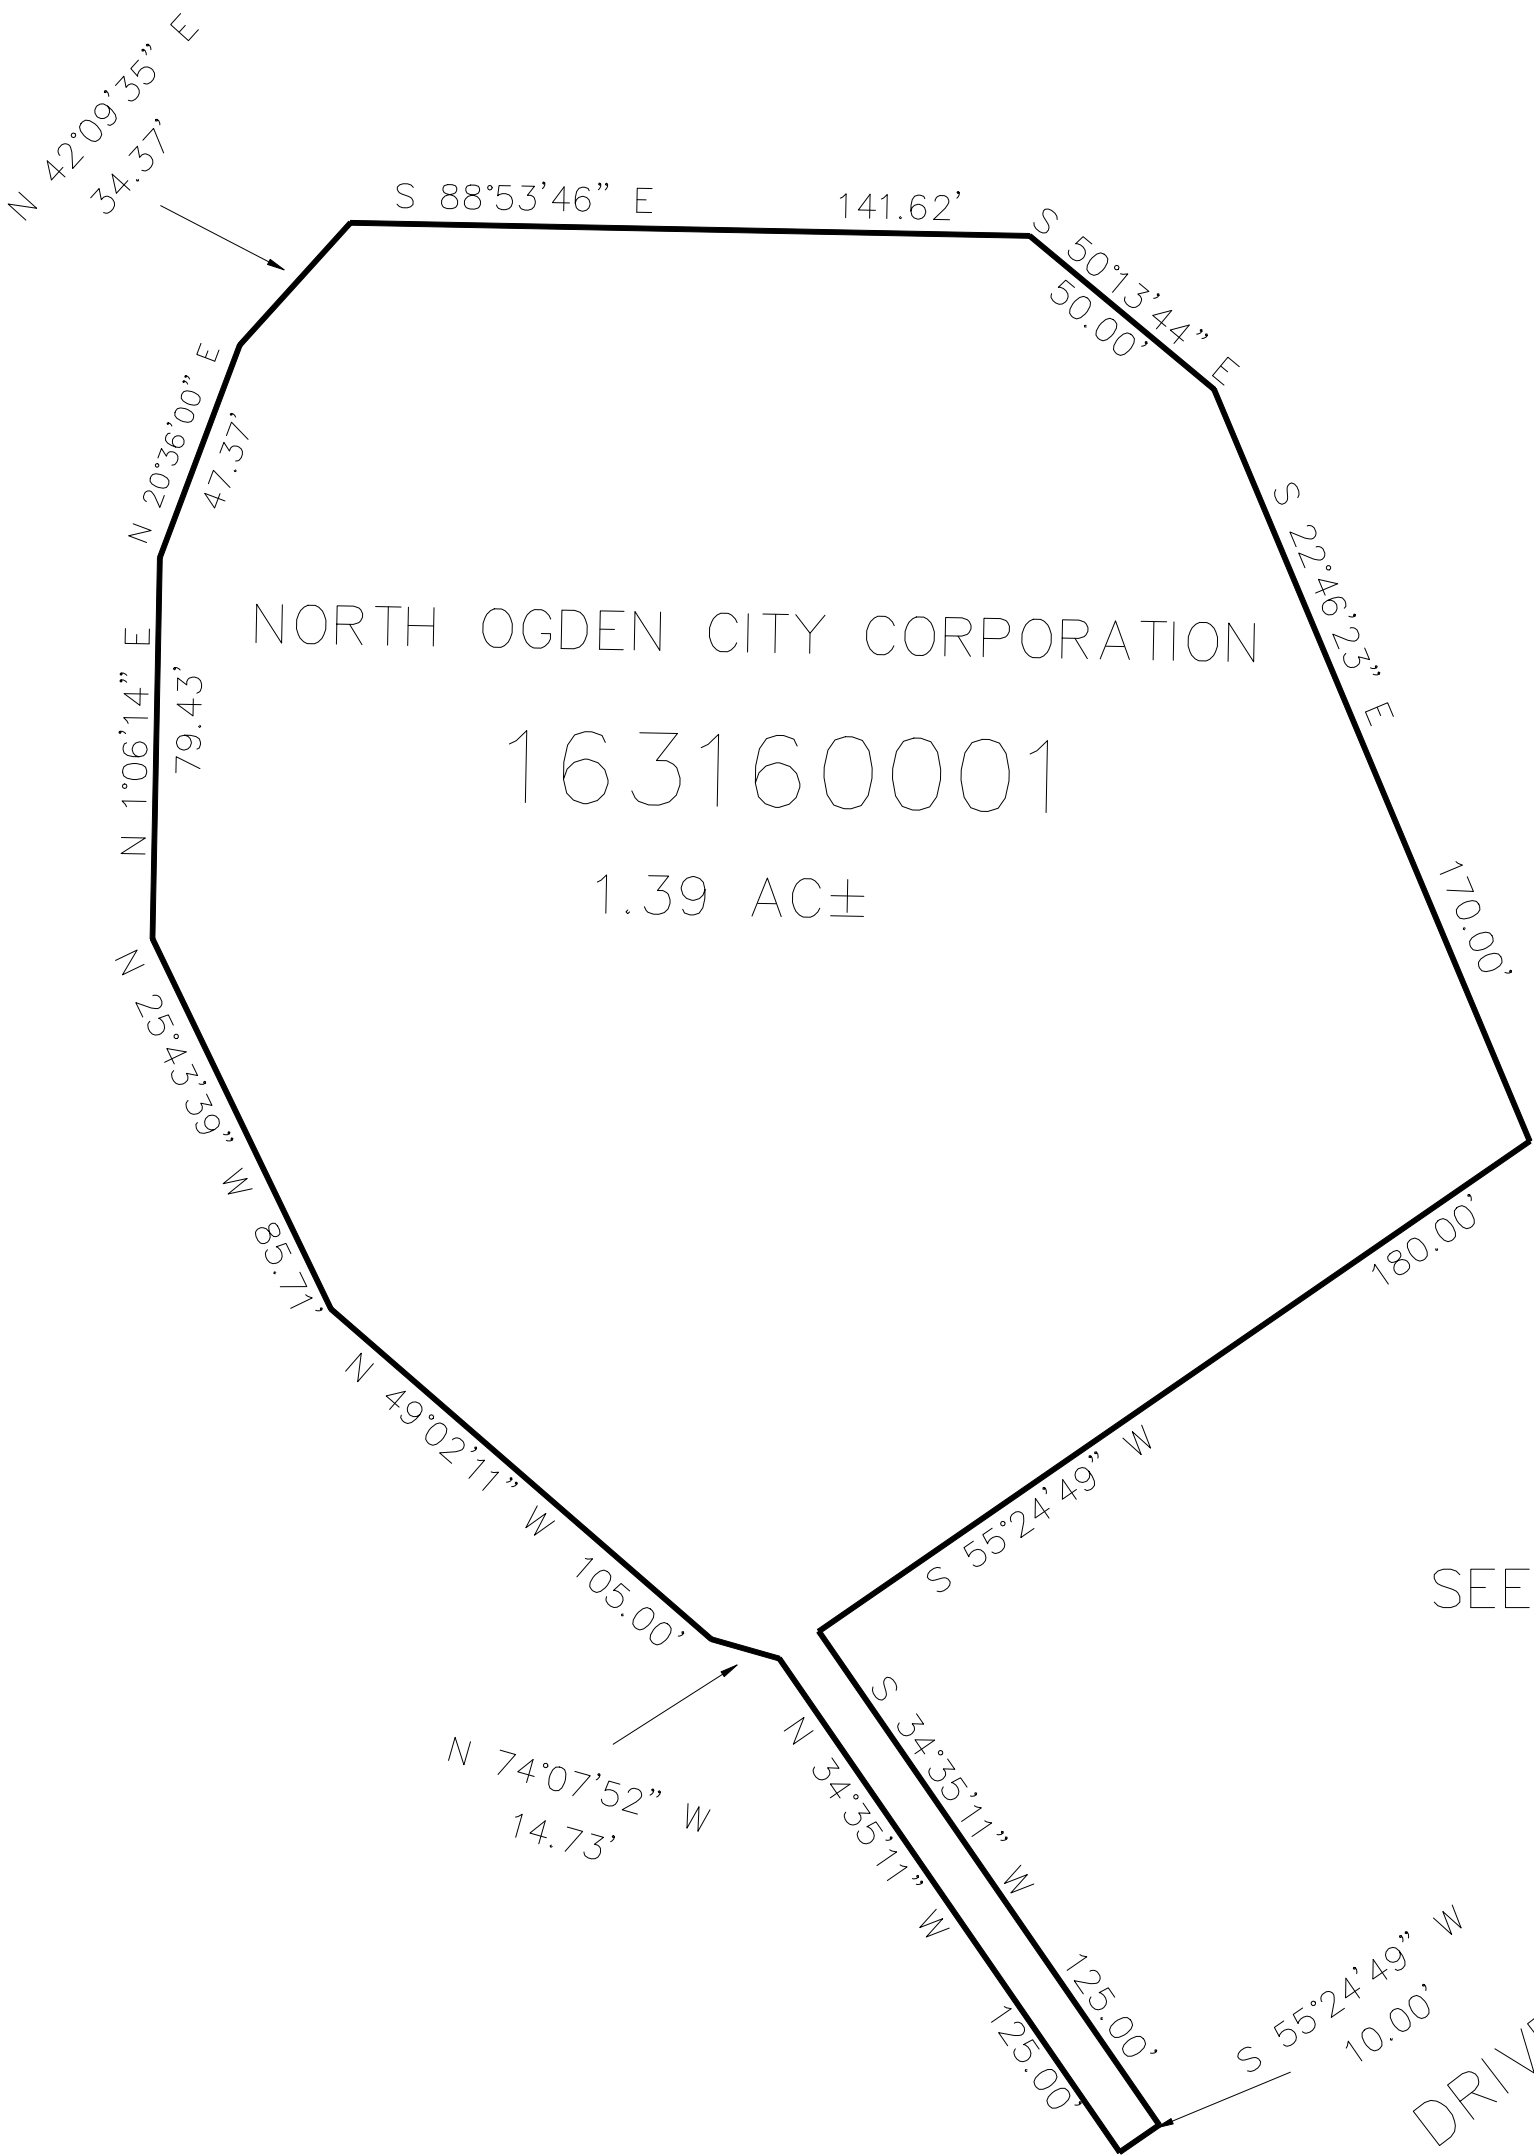 N 42°09'35" E
34.37'
S 88°53'46" E 141.62'
S 50°13'44" E
50.00'
N 20°36'00" E
47.37'
S 22°46'23" E 170.00'
NORTH OGDEN CITY CORPORATION
163160001
1.39 AC±
N 1°06'14" E
79.43'
N 25°43'39" W 85.71'
180.00'
S 55°24'49" W
N 49°02'11" W 105.00'
SEE
S 34°35'11" W 125.00'
N 34°35'11" W 125.00'
N 74°07'52" W
14.73'
S 55°24'49" W
10.00'